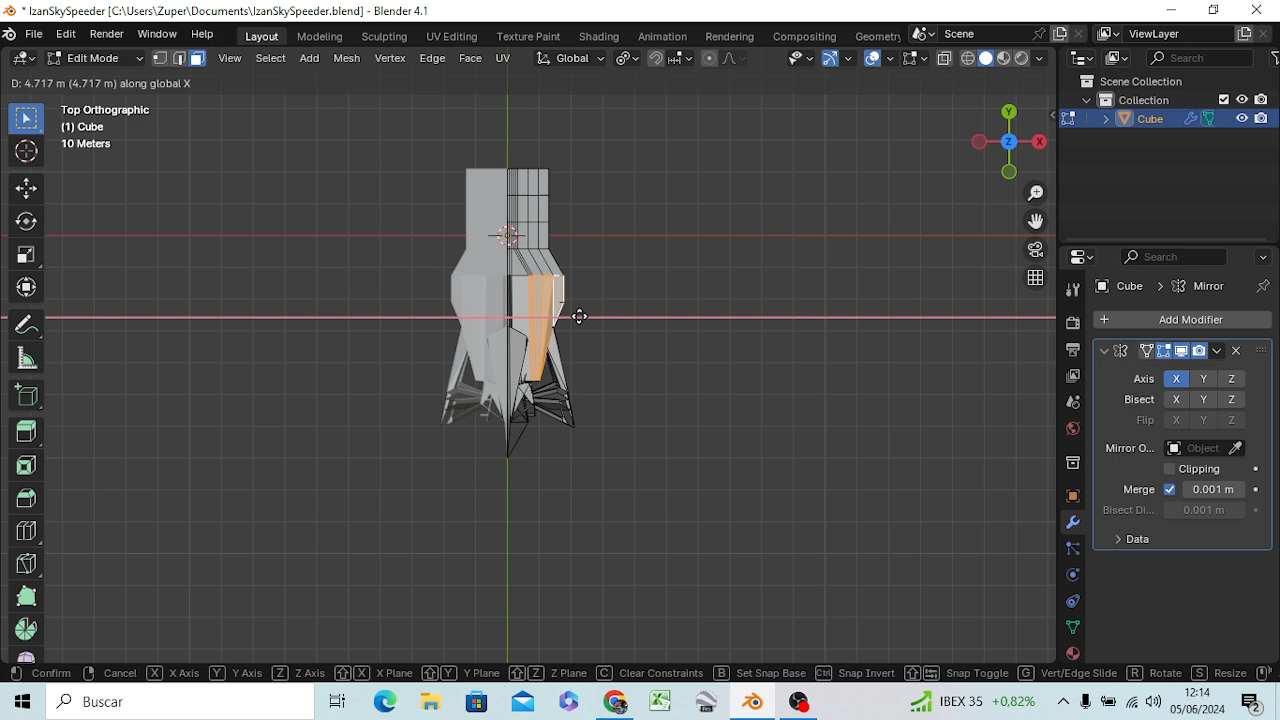 * IzanSkySpeeder [C:\Users\Zuper\Documents\IzanSkySpeeder.blend] * - Blender 4.1
File Edit Render Window Help Layout Modeling Sculpting UV Editing Texture Paint Shading Animation Rendering Compositing Geometr Scene ViewLayer
Edit Mode View Select Add Mesh Vertex Edge Face UV Global Search
D: 4.717 m (4.717 m) along global X
Top Orthographic
(1) Cube
10 Meters
Scene Collection
Collection
Cube
Y
X
Z
Search
Cube Mirror
Add Modifier
Axis X Y Z
Bisect X Y Z
Flip X Y Z
Mirror O... Object
Clipping
Merge 0.001 m
Bisect Di... 0.001 m
Data
Confirm Cancel X X Axis Y Y Axis Z Z Axis X X Plane Y Y Plane Z Z Plane C Clear Constraints B Set Snap Base Ctrl Snap Invert Snap Toggle G Vert/Edge Slide R Rotate S Resize
Buscar IBEX 35 +0,82% 12:14
05/06/2024 2